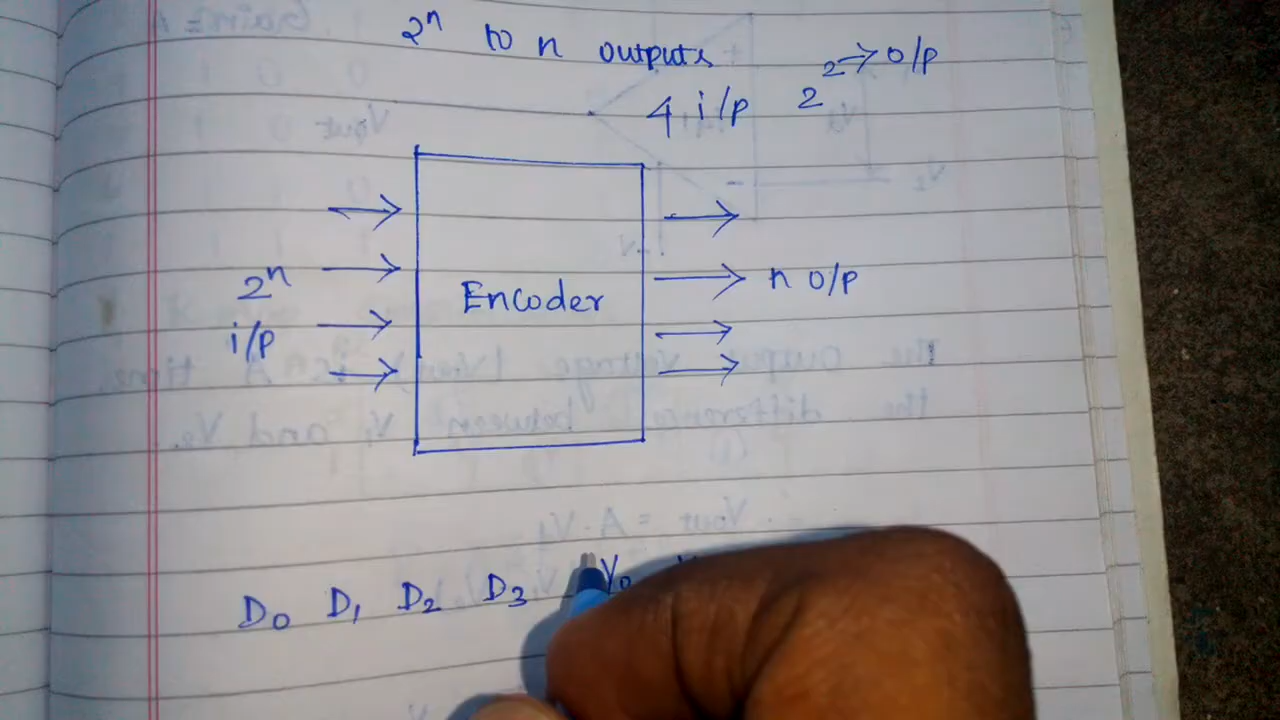 2ⁿ to n outputs
4 i/p 2² → o/p
2ⁿ
i/p
Encoder
n o/p
D₀ D₁ D₂ D₃ Y₀